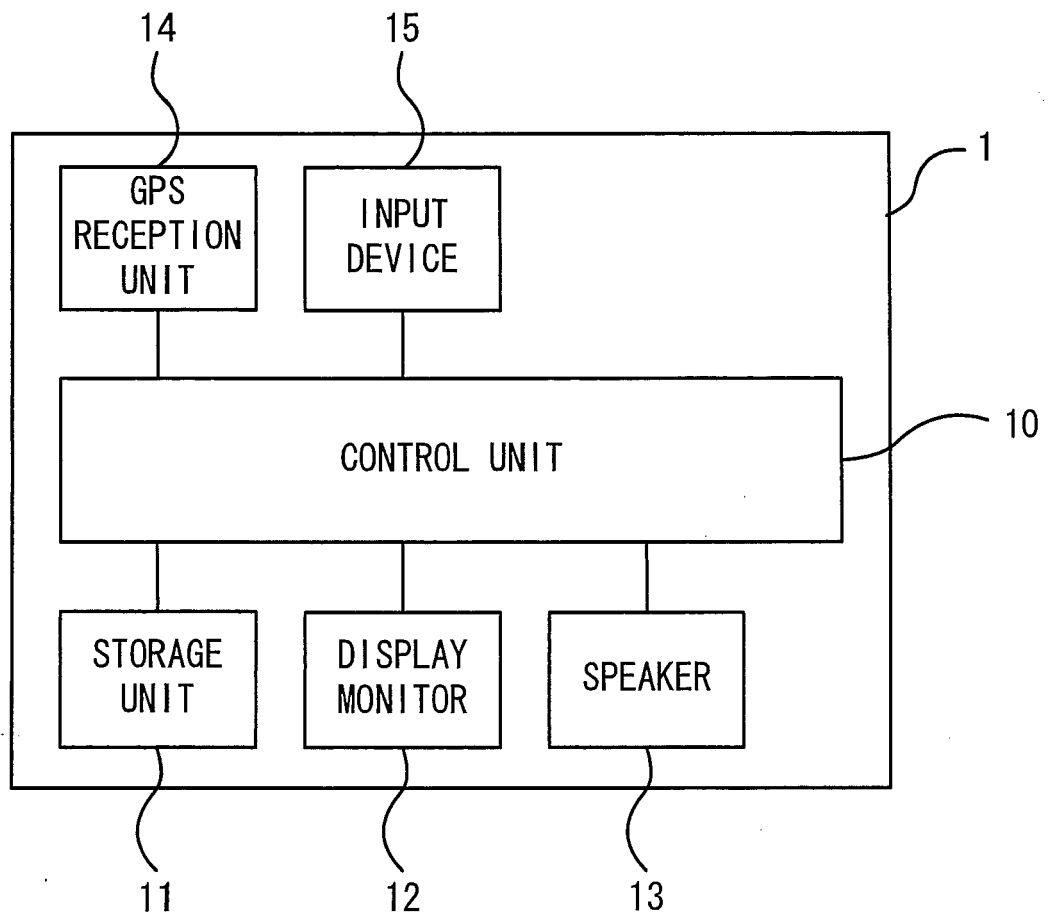 14
15
1
GPS
RECEPTION
UNIT
INPUT
DEVICE
CONTROL UNIT
10
STORAGE
UNIT
DISPLAY
MONITOR
SPEAKER
11
12
13